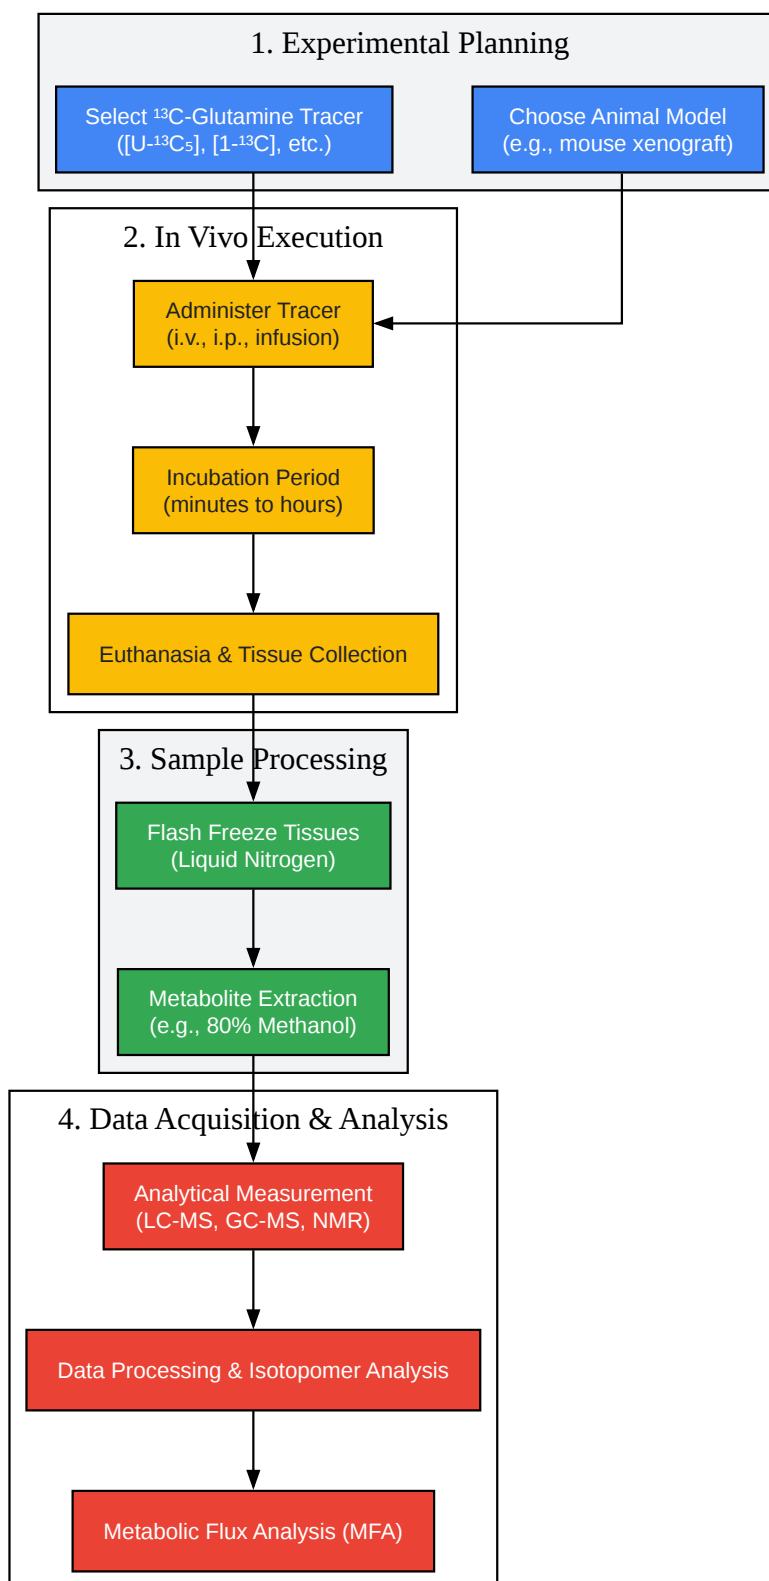 1. Experimental Planning
Select ¹³C-Glutamine Tracer
([U-¹³C₅], [1-¹³C], etc.)
Choose Animal Model
(e.g., mouse xenograft)
2. In Vivo Execution
Administer Tracer
(i.v., i.p., infusion)
Incubation Period
(minutes to hours)
Euthanasia & Tissue Collection
3. Sample Processing
Flash Freeze Tissues
(Liquid Nitrogen)
Metabolite Extraction
(e.g., 80% Methanol)
4. Data Acquisition & Analysis
Analytical Measurement
(LC-MS, GC-MS, NMR)
Data Processing & Isotopomer Analysis
Metabolic Flux Analysis (MFA)